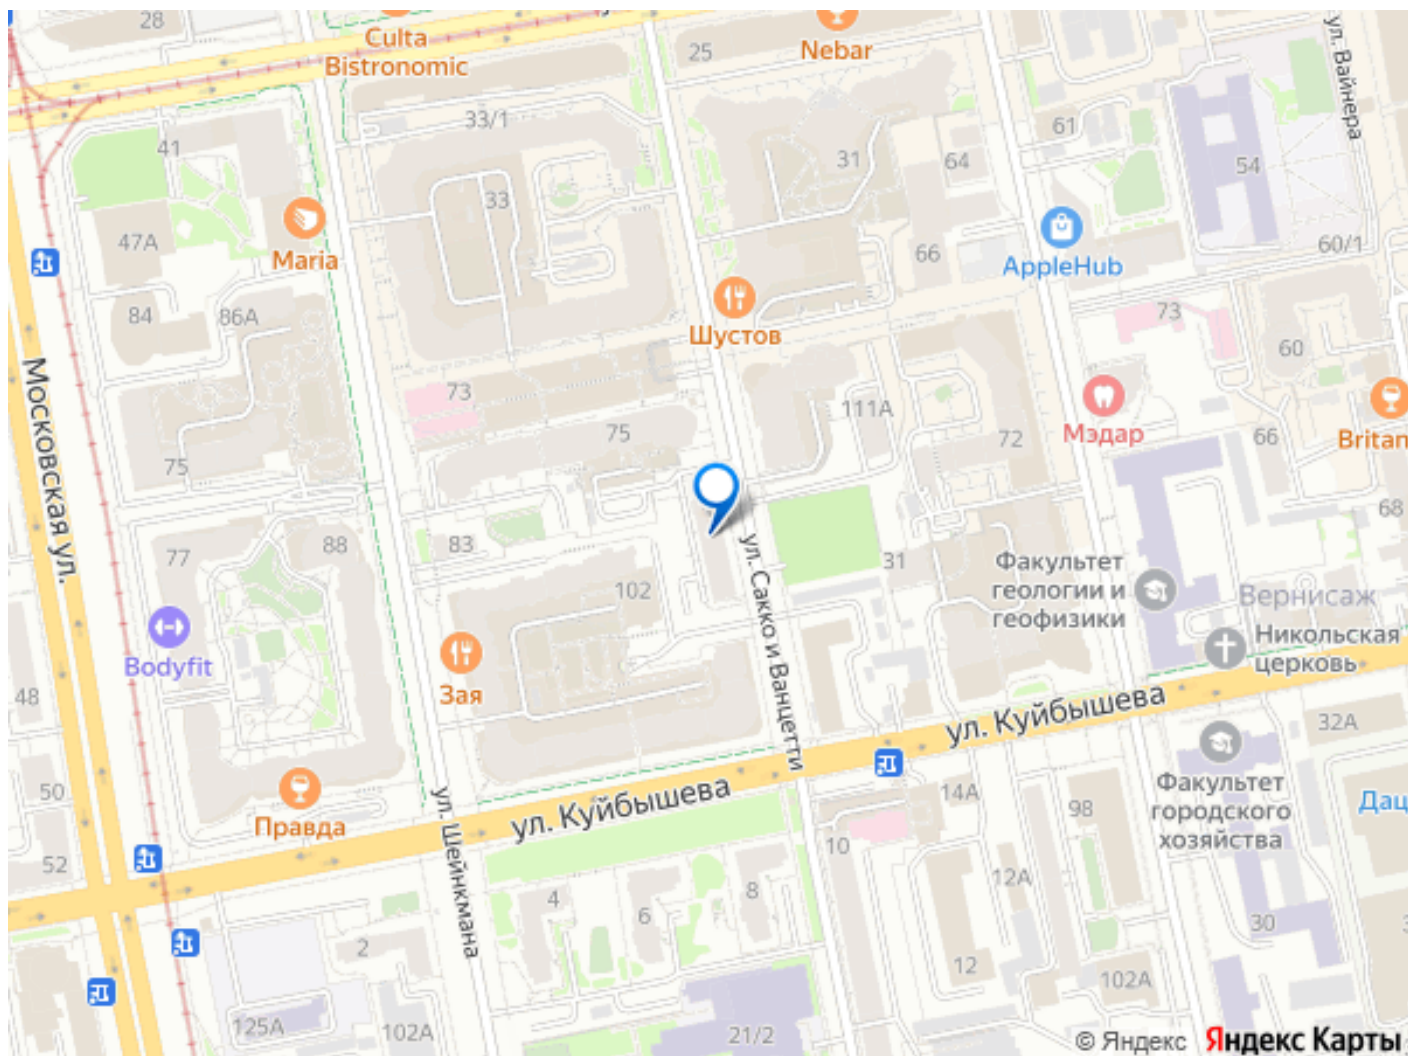 28
Culta
Bistronomic
25
Nebar
ул. Вайнера
33/1
41
61
31
64
54
33
47А
Maria
66
AppleHub
60/1
84
86А
Шустов
73
60
Московская ул.
73
111А
Мэдар
75
72
66
Britan
75
68
77
88
83
ул. Сакко и Ванцетти
31
Факультет
геологии и
геофизики
102
Вернисаж
Никольская
церковь
Bodyfit
Зая
48
ул. Куйбышева
32А
50
Правда
ул. Шейнкмана
ул. Куйбышева
14А
98
Факультет
городского
хозяйства
Дац
52
10
12А
4
6
8
2
30
12
102А
125А
102А
21/2
© Яндекс Яндекс Карты